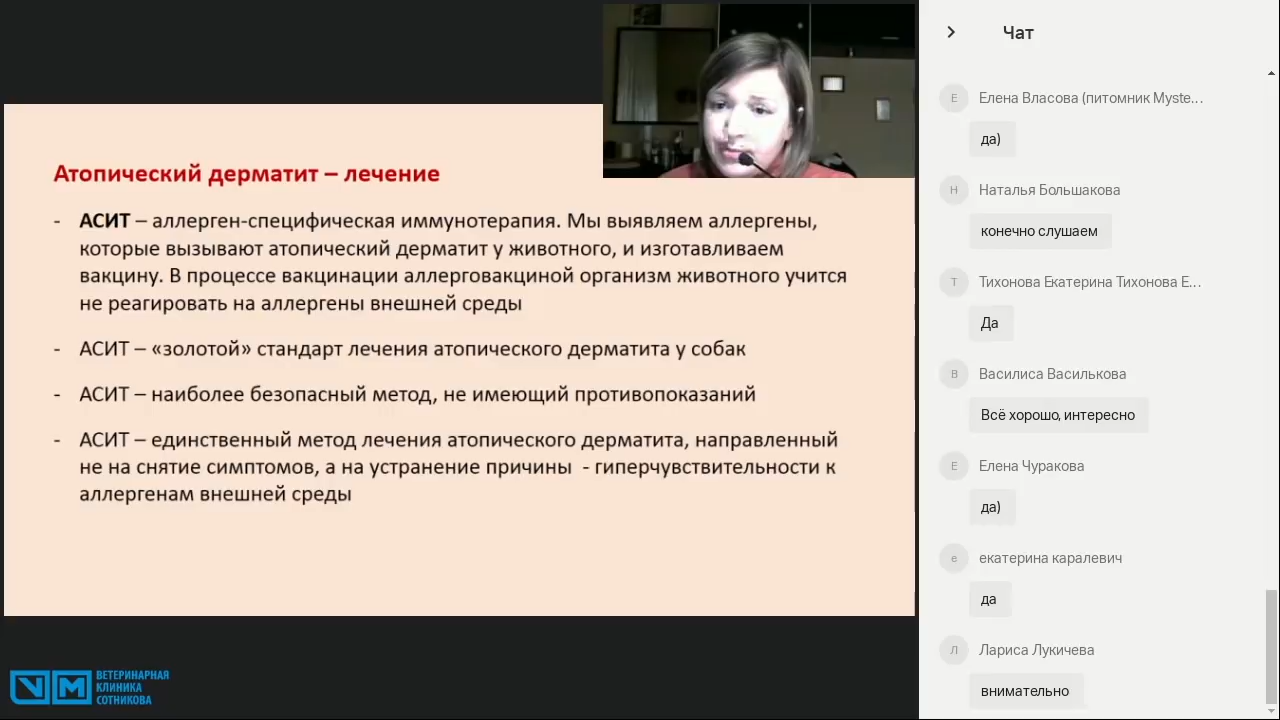 Атопический дерматит – лечение
- АСИТ – аллерген-специфическая иммунотерапия. Мы выявляем аллергены,
которые вызывают атопический дерматит у животного, и изготавливаем
вакцину. В процессе вакцинации аллерговакциной организм животного учится
не реагировать на аллергены внешней среды
- АСИТ – «золотой» стандарт лечения атопического дерматита у собак
- АСИТ – наиболее безопасный метод, не имеющий противопоказаний
- АСИТ – единственный метод лечения атопического дерматита, направленный
не на снятие симптомов, а на устранение причины - гиперчувствительности к
аллергенам внешней среды
VM
ВЕТЕРИНАРНАЯ
КЛИНИКА
СОТНИКОВА
Чат
Е
Елена Власова (питомник Myste...
да)
Н
Наталья Большакова
конечно слушаем
Т
Тихонова Екатерина Тихонова Е...
Да
В
Василиса Василькова
Всё хорошо, интересно
Е
Елена Чуракова
да)
е
екатерина каралевич
да
Л
Лариса Лукичева
внимательно